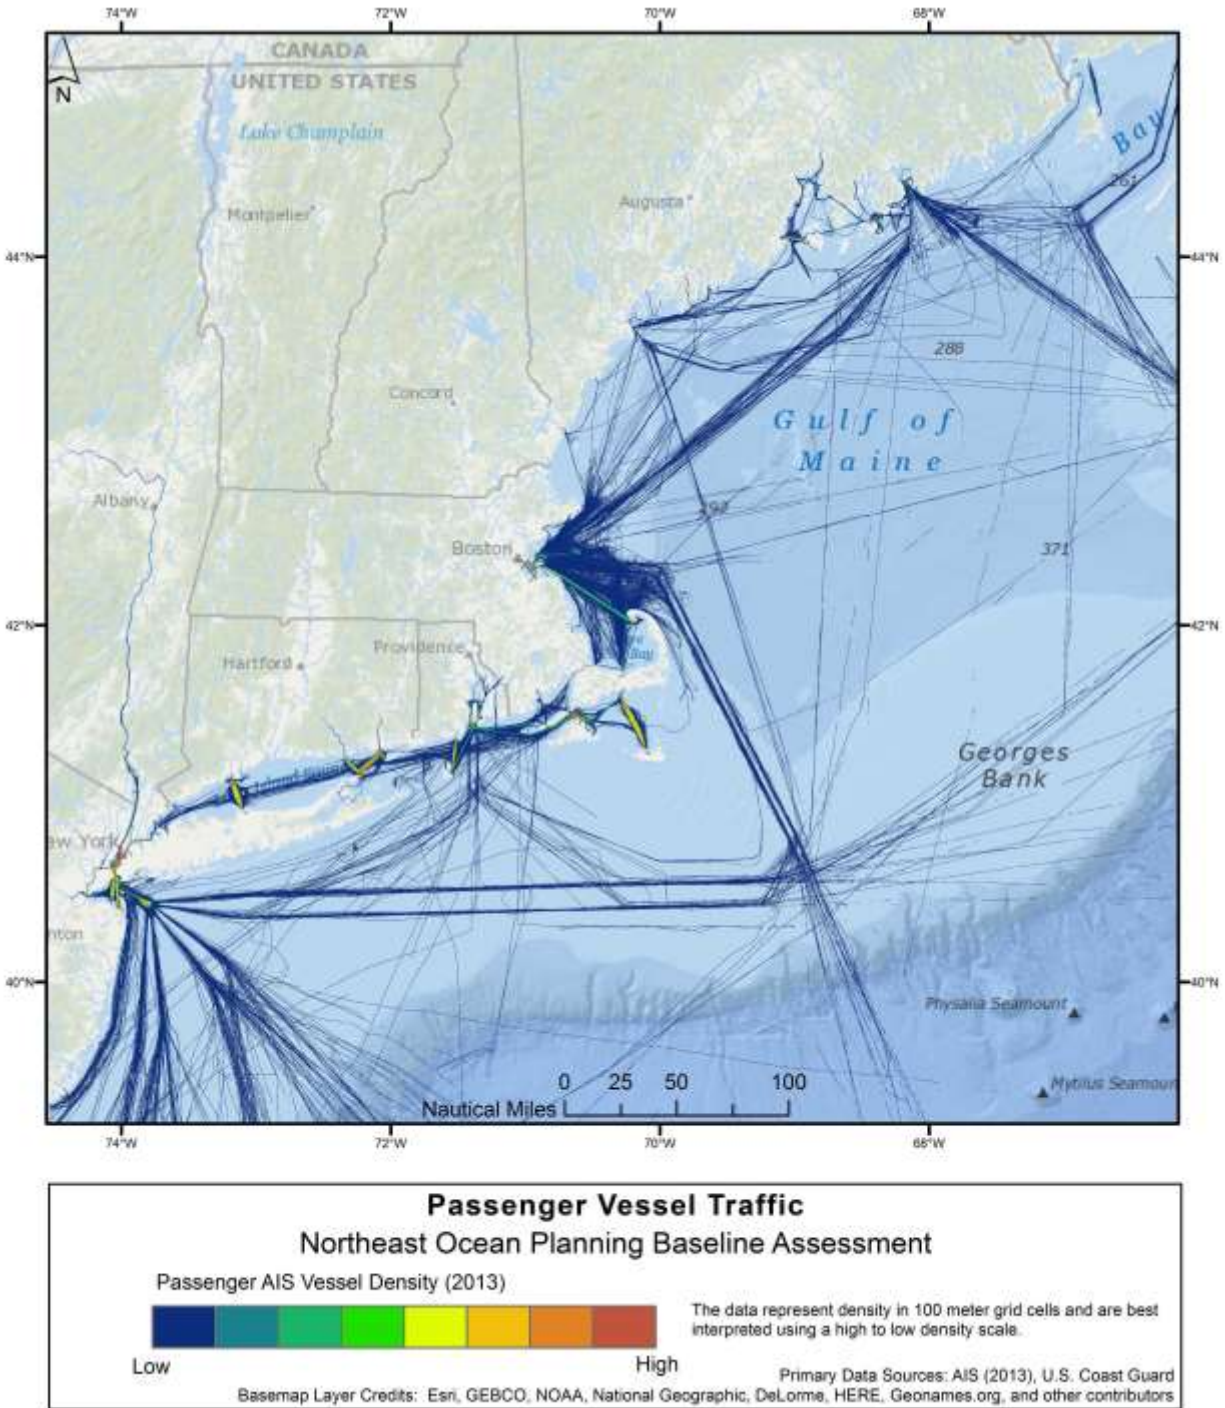 74°W 72°W 70°W 68°W
CANADA
UNITED STATES
N
Lake Champlain
Bay
261
Augusta
Montpelier
44°N 44°N
288
Concord
Gulf of
Maine
Albany
Boston
371
42°N 42°N
Providence
Bay
Hartford
Georges
Bank
ew York
nton
40°N 40°N
Physalia Seamount
Mytilus Seamoun
0 25 50 100
Nautical Miles
74°W 72°W 70°W 68°W
Passenger Vessel Traffic
Northeast Ocean Planning Baseline Assessment
Passenger AIS Vessel Density (2013)
The data represent density in 100 meter grid cells and are best
interpreted using a high to low density scale.
Low High
Primary Data Sources: AIS (2013), U.S. Coast Guard
Basemap Layer Credits: Esri, GEBCO, NOAA, National Geographic, DeLorme, HERE, Geonames.org, and other contributors